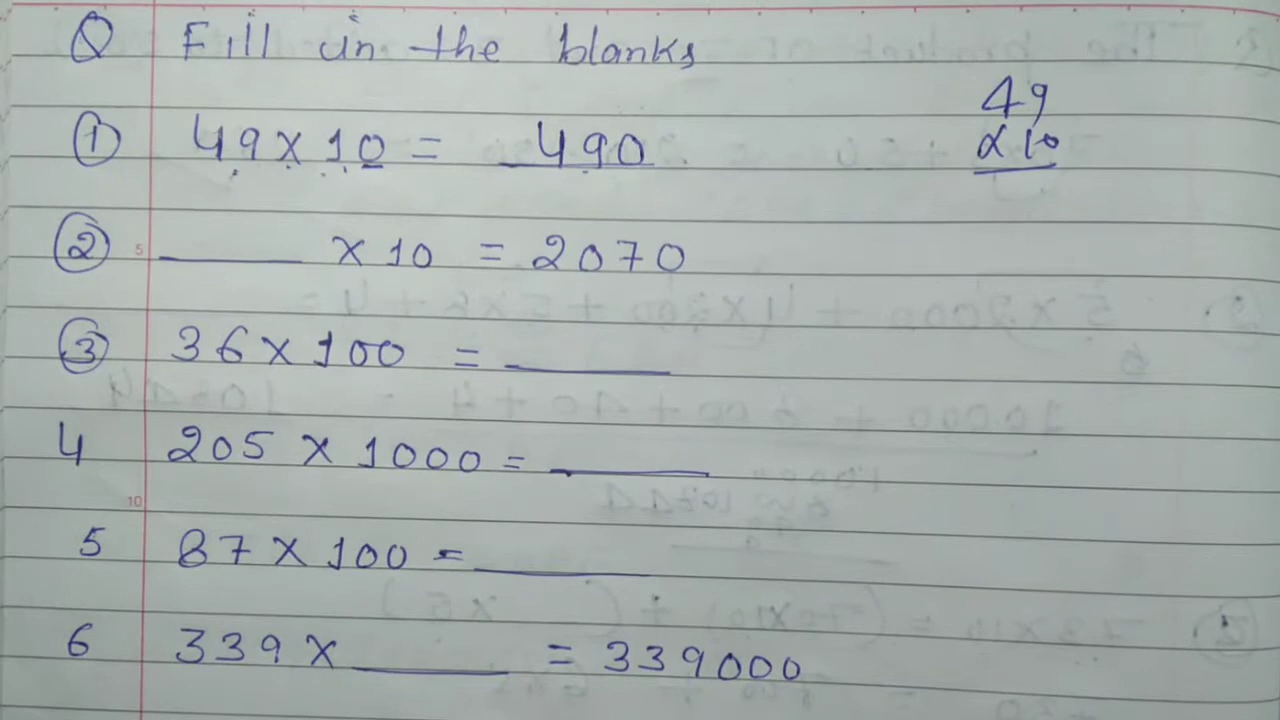 Q Fill in the blanks
① 49 x 10 = 490
49
x 10
② ____ x 10 = 2070
③ 36 x 100 = ____
4 205 x 1000 = ____
5 87 x 100 = ____
6 339 x ____ = 339000